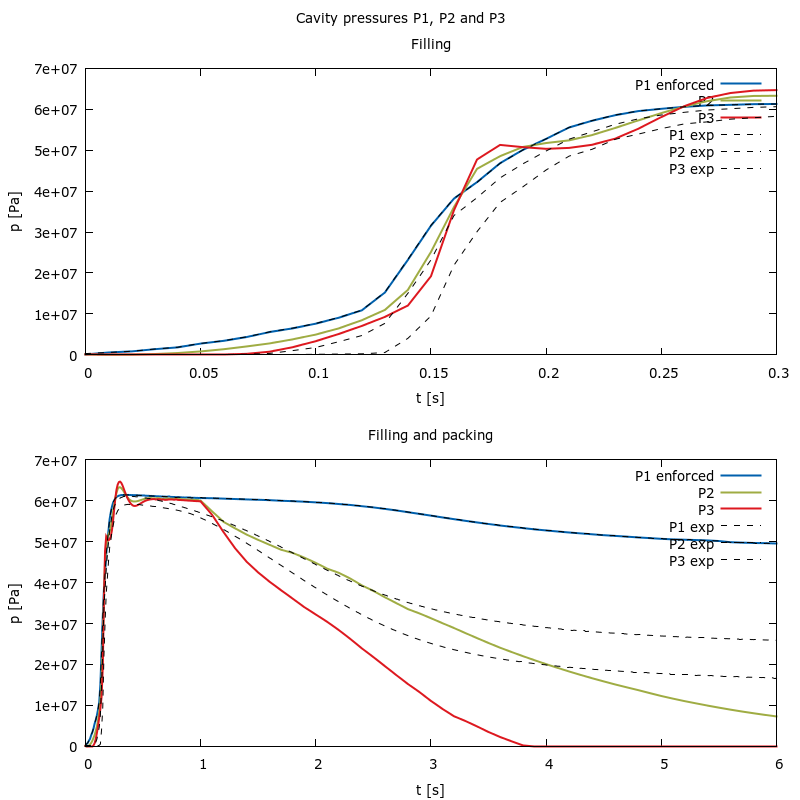 Cavity pressures P1, P2 and P3
Filling
7e+07
6e+07
5e+07
4e+07
3e+07
2e+07
1e+07
0
p [Pa]
P1 enforced
P2
P3
P1 exp
P2 exp
P3 exp
0
0.05
0.1
0.15
0.2
0.25
0.3
t [s]
Filling and packing
7e+07
6e+07
5e+07
4e+07
3e+07
2e+07
1e+07
0
p [Pa]
P1 enforced
P2
P3
P1 exp
P2 exp
P3 exp
0
1
2
3
4
5
6
t [s]